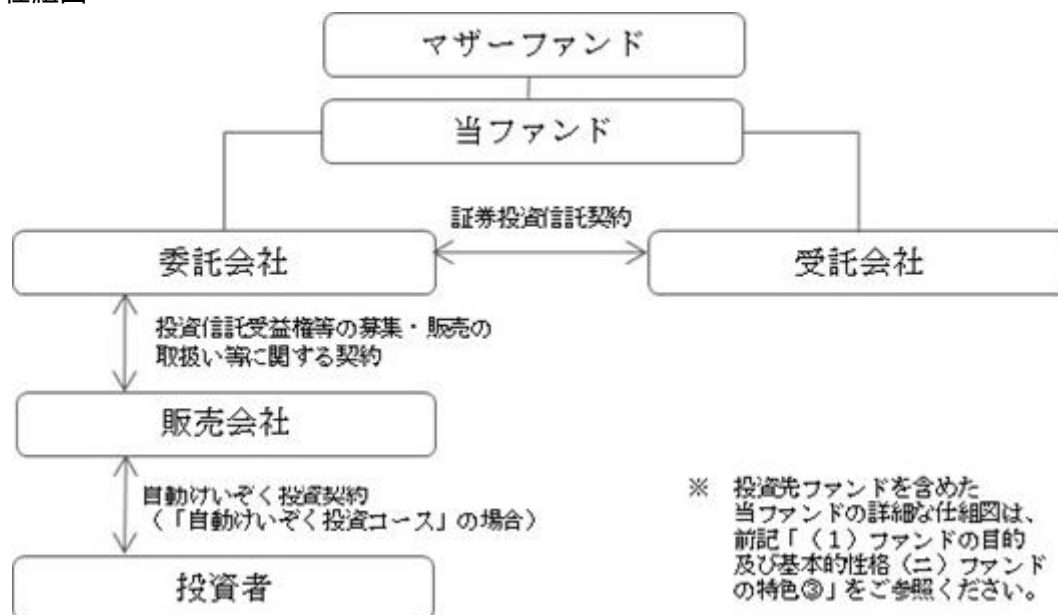 マザーファンド
当ファンド
証券投資信託契約
委託会社
受託会社
投資信託受益権等の募集・販売の
取扱い等に関する契約
販売会社
自動けいぞく投資契約
(「自動けいぞく投資コース」の場合)
※ 投資先ファンドを含めた
当ファンドの詳細な仕組図は、
前記「(1)ファンドの目的
及び基本的性格(ニ)ファンド
の特色③」をご参照ください。
投資者